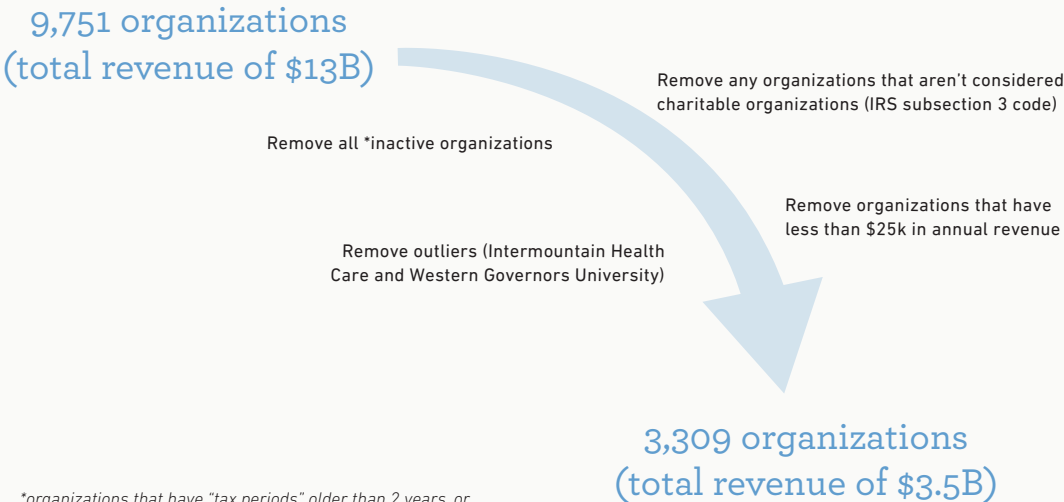 9,751 organizations
(total revenue of $13B)
Remove any organizations that aren't considered
charitable organizations (IRS subsection 3 code)
Remove all *inactive organizations
Remove organizations that have
less than $25k in annual revenue
Remove outliers (Intermountain Health
Care and Western Governors University)
3,309 organizations
(total revenue of $3.5B)
*organizations that have "tax periods" older than 2 years, or